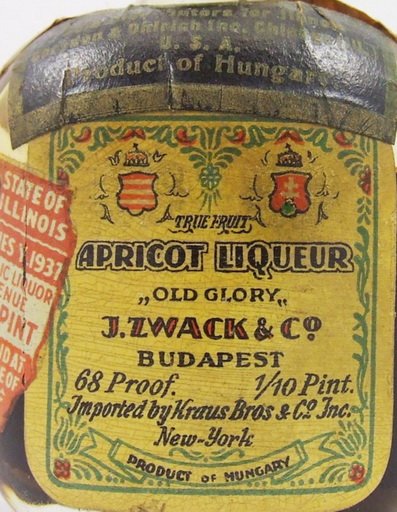 U. S. A.
Product of Hungary
STATE OF
ILLINOIS
1937
LIQUOR
PINT
TRUE FRUIT
APRICOT LIQUEUR
„OLD GLORY„
J. ZWACK & Cº
BUDAPEST
68 Proof. 1/10 Pint.
Imported by Kraus Bros & Cº Inc.
New-York
PRODUCT OF HUNGARY